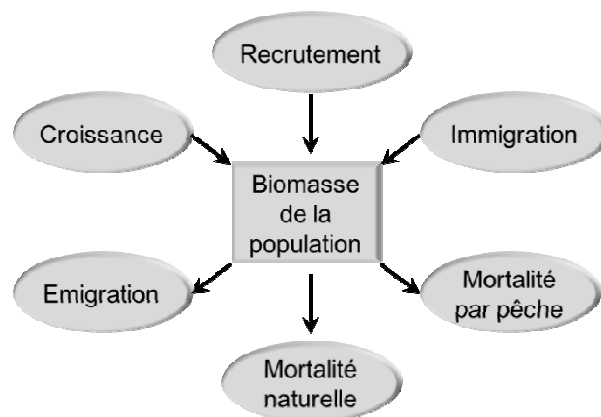 Recrutement
Croissance
Immigration
Biomasse
de la
population
Emigration
Mortalité
par pêche
Mortalité
naturelle